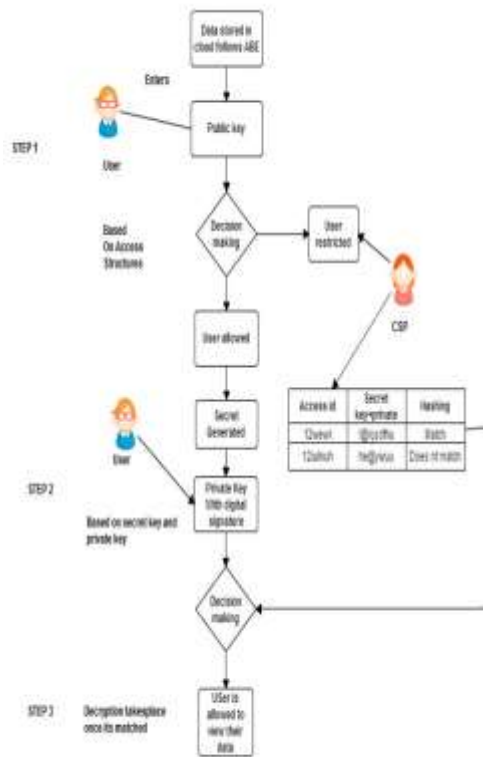 Data stored in
cloud follows ABE
Enters
Public key
STEP 1
User
Based
On Access
Structures
Decision
making
User
restricted
CSP
User allowed
Access id
Secret
key+private
Hashing
Match
Does nt match
Secret
Generated
User
STEP 2
Private Key
With digital
signature
Based on secret key and
private key
Decision
making
STEP 3
Decryption takesplace
once its matched
USer is
allowed to
view their
data